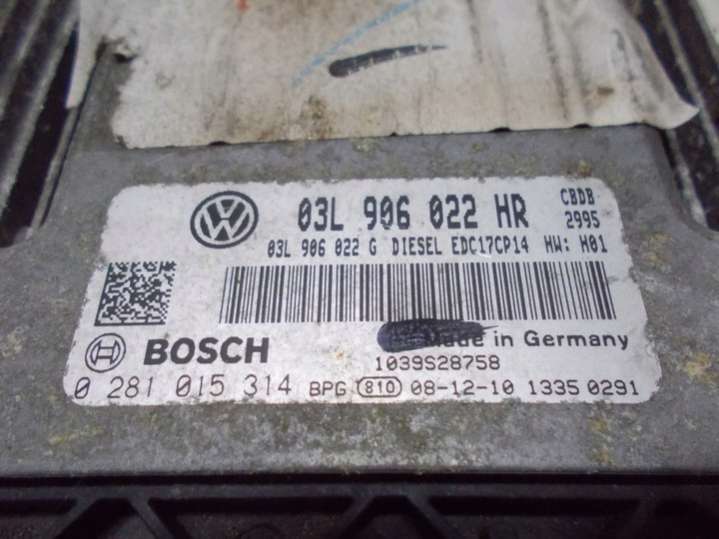 03L 906 022 HR
CBDB
2995
03L 906 022 G DIESEL EDC17CP14 HW: H01
Made in Germany
BOSCH
1039S28758
0 281 015 314 BPG 810 08-12-10 1335 0291